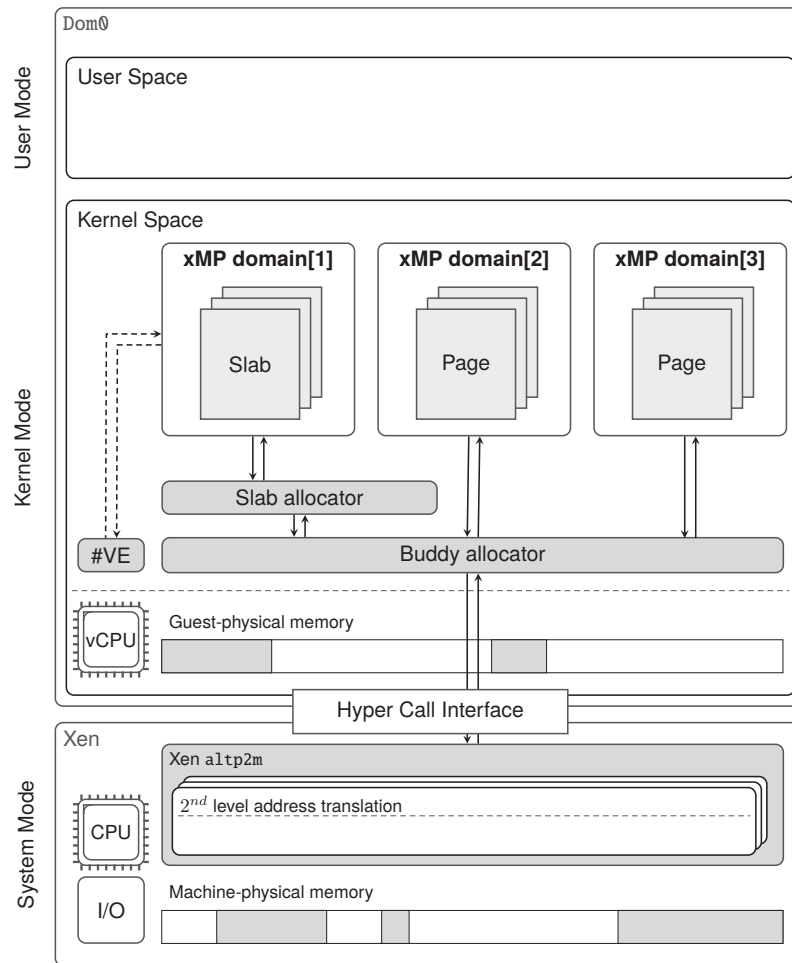 Dom0
User Mode
User Space
Kernel Mode
Kernel Space
xMP domain[1]
xMP domain[2]
xMP domain[3]
Slab
Page
Page
Slab allocator
#VE
Buddy allocator
vCPU
Guest-physical memory
Hyper Call Interface
System Mode
Xen
Xen altp2m
2nd level address translation
CPU
I/O
Machine-physical memory